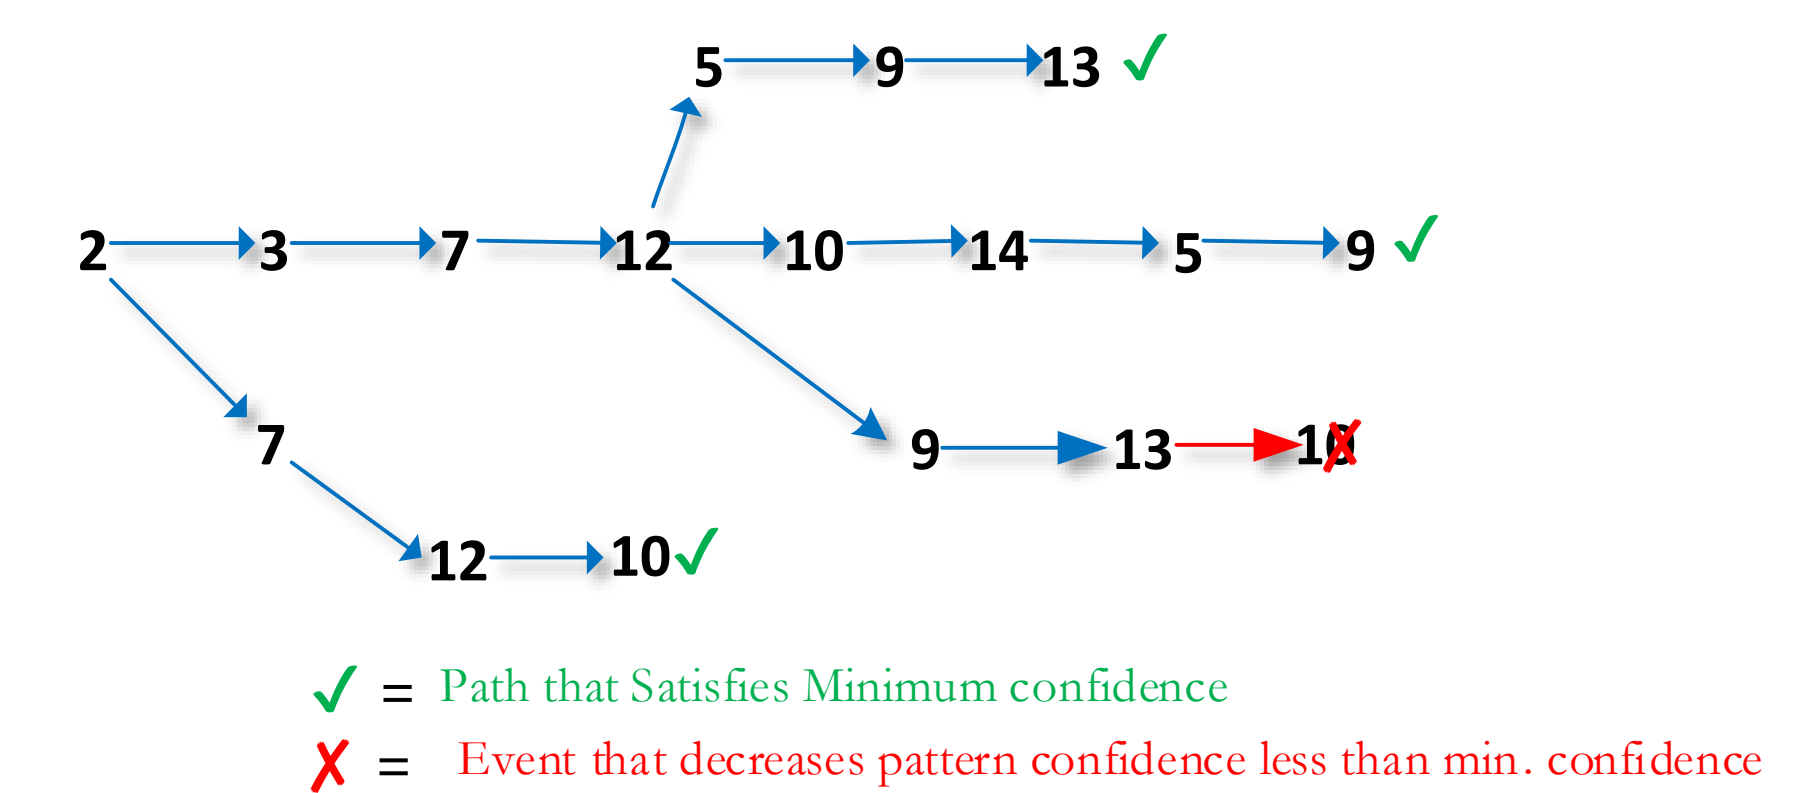 5 9 13 ✓
2 3 7 12 10 14 5 9 ✓
7 9 13 10 ✗
12 10 ✓
✓ = Path that Satisfies Minimum confidence
✗ = Event that decreases pattern confidence less than min. confidence